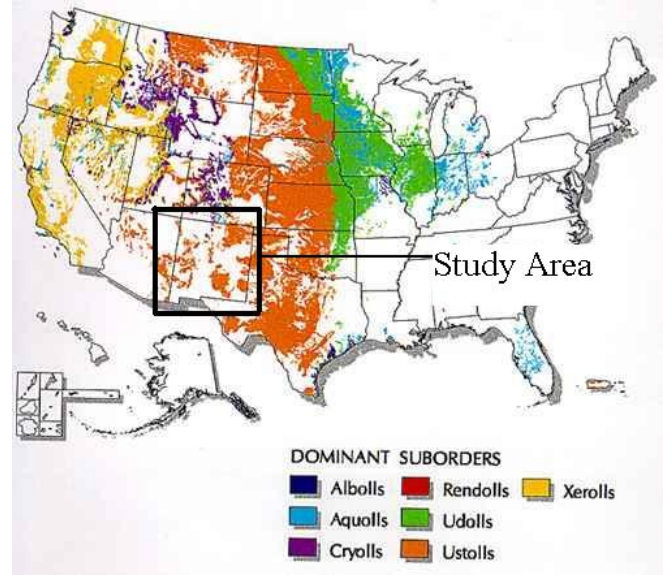 Study Area
DOMINANT SUBORDERS
Albolls Rendolls Xerolls
Aquolls Udolls
Cryolls Ustolls